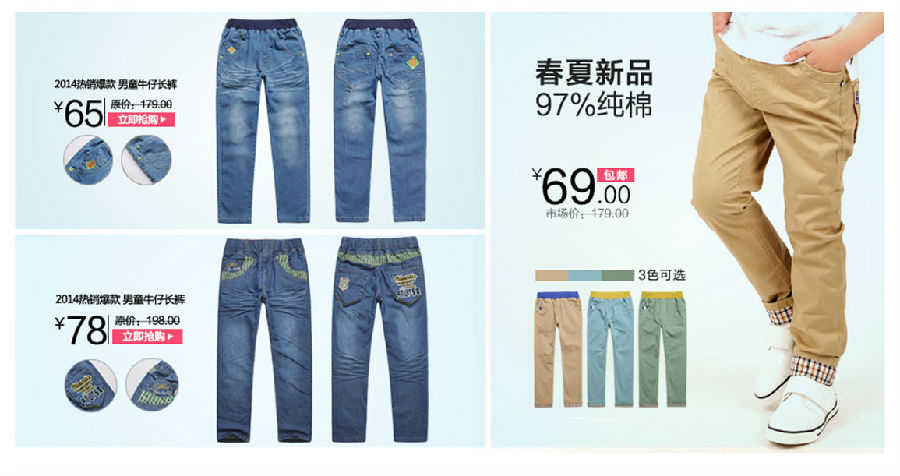 2014热销爆款 男童牛仔长裤
¥65 原价：179.00
立即抢购
2014热销爆款 男童牛仔长裤
¥78 原价：198.00
立即抢购
春夏新品
97%纯棉
¥69.00 包邮
市场价：179.00
3色可选